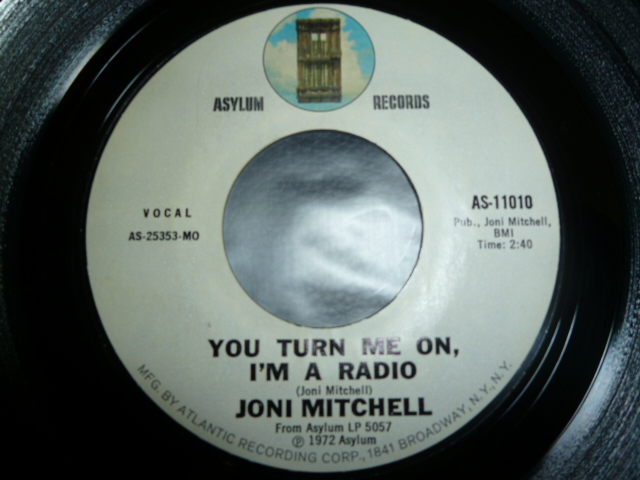 ASYLUM RECORDS
VOCAL
AS-25353-MO
AS-11010
Pub., Joni Mitchell,
BMI
Time: 2:40
YOU TURN ME ON,
I'M A RADIO
(Joni Mitchell)
JONI MITCHELL
From Asylum LP 5057
℗ 1972 Asylum
MFG. BY ATLANTIC RECORDING CORP., 1841 BROADWAY, N.Y., N.Y.